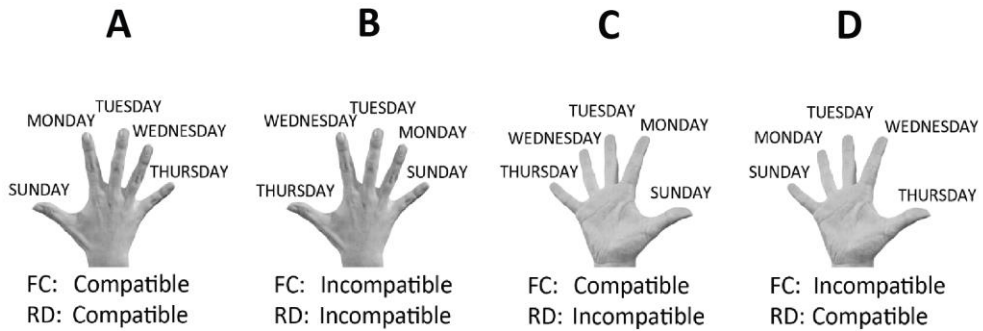 A
B
C
D
TUESDAY
MONDAY
WEDNESDAY
THURSDAY
SUNDAY
FC: Compatible
RD: Compatible
TUESDAY
WEDNESDAY
MONDAY
SUNDAY
THURSDAY
FC: Incompatible
RD: Incompatible
TUESDAY
MONDAY
WEDNESDAY
THURSDAY
SUNDAY
FC: Compatible
RD: Incompatible
TUESDAY
WEDNESDAY
MONDAY
SUNDAY
THURSDAY
FC: Incompatible
RD: Compatible